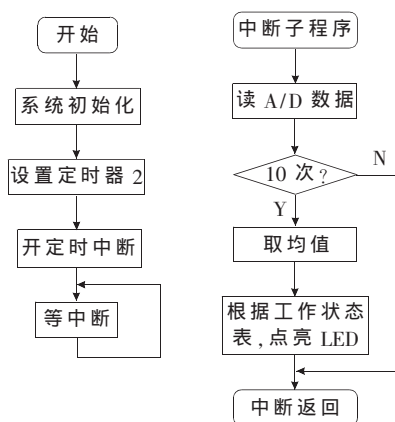 开始
系统初始化
设置定时器 2
开定时中断
等中断
中断子程序
读 A/D 数据
10 次?
N
Y
取均值
根据工作状态
表,点亮 LED
中断返回